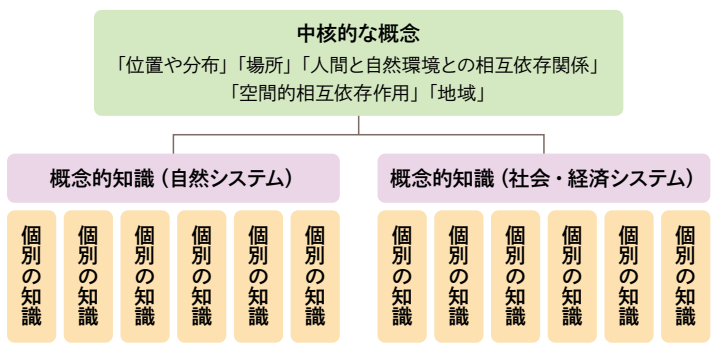 中核的な概念
「位置や分布」「場所」「人間と自然環境との相互依存関係」
「空間的相互依存作用」「地域」
概念的知識（自然システム）
概念的知識（社会・経済システム）
個別の知識
個別の知識
個別の知識
個別の知識
個別の知識
個別の知識
個別の知識
個別の知識
個別の知識
個別の知識
個別の知識
個別の知識